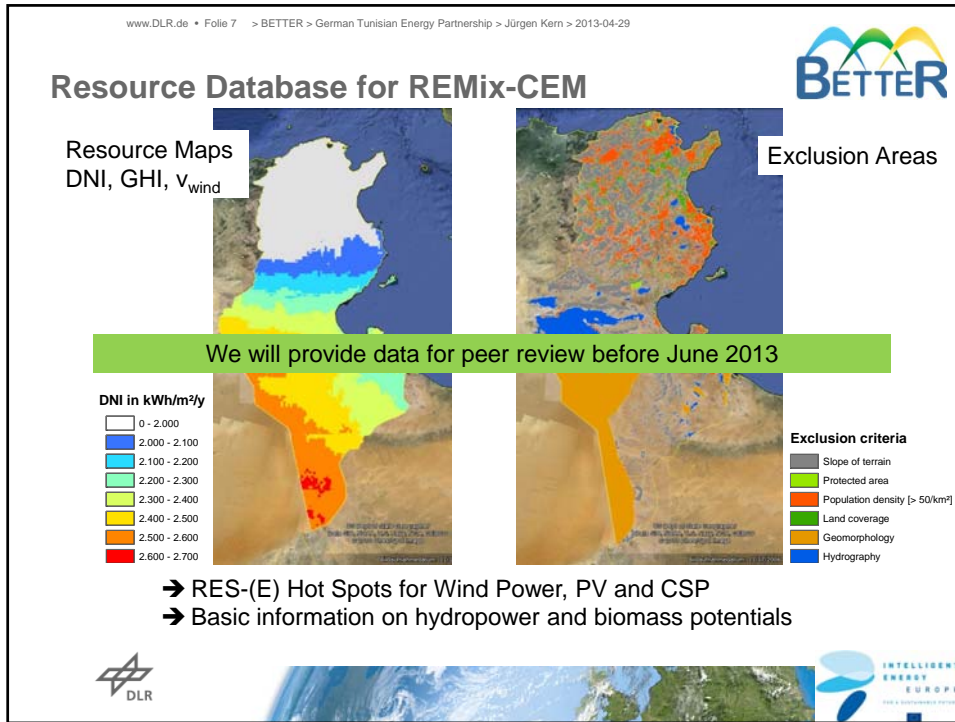 www.DLR.de • Folie 7 > BETTER > German Tunisian Energy Partnership > Jürgen Kern > 2013-04-29
BETTER
Resource Database for REMix-CEM
Resource Maps
DNI, GHI, vwind
Exclusion Areas
We will provide data for peer review before June 2013
DNI in kWh/m²/y
0 - 2.000
2.000 - 2.100
2.100 - 2.200
2.200 - 2.300
2.300 - 2.400
2.400 - 2.500
2.500 - 2.600
2.600 - 2.700
Exclusion criteria
Slope of terrain
Protected area
Population density [> 50/km²]
Land coverage
Geomorphology
Hydrography
➔ RES-(E) Hot Spots for Wind Power, PV and CSP
➔ Basic information on hydropower and biomass potentials
DLR
INTELLIGENT
ENERGY
EUROPE